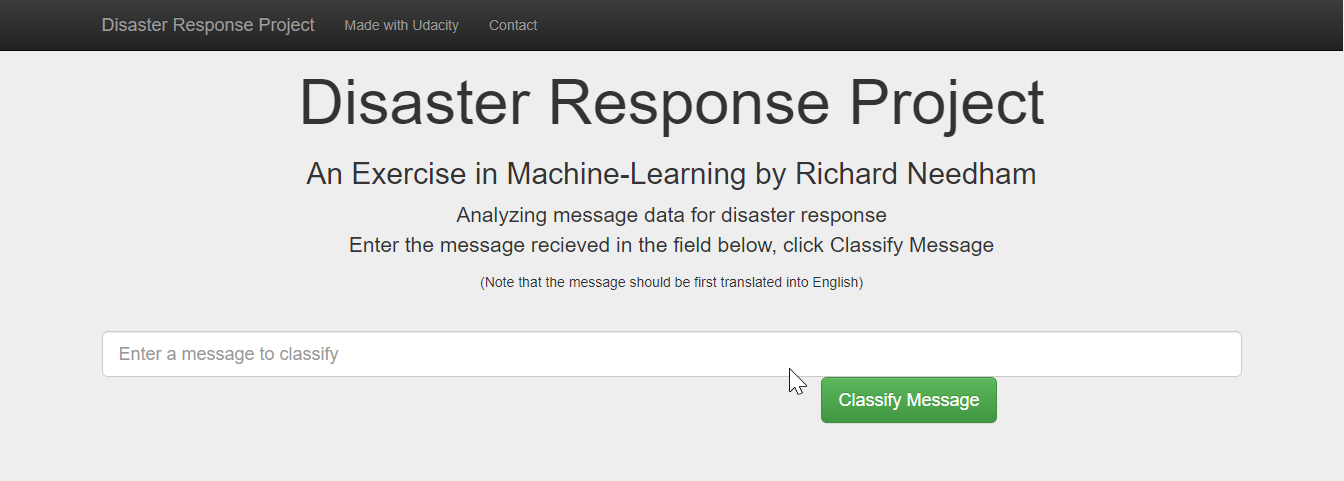 Disaster Response Project Made with Udacity Contact
Disaster Response Project
An Exercise in Machine-Learning by Richard Needham
Analyzing message data for disaster response
Enter the message recieved in the field below, click Classify Message
(Note that the message should be first translated into English)
Enter a message to classify
Classify Message